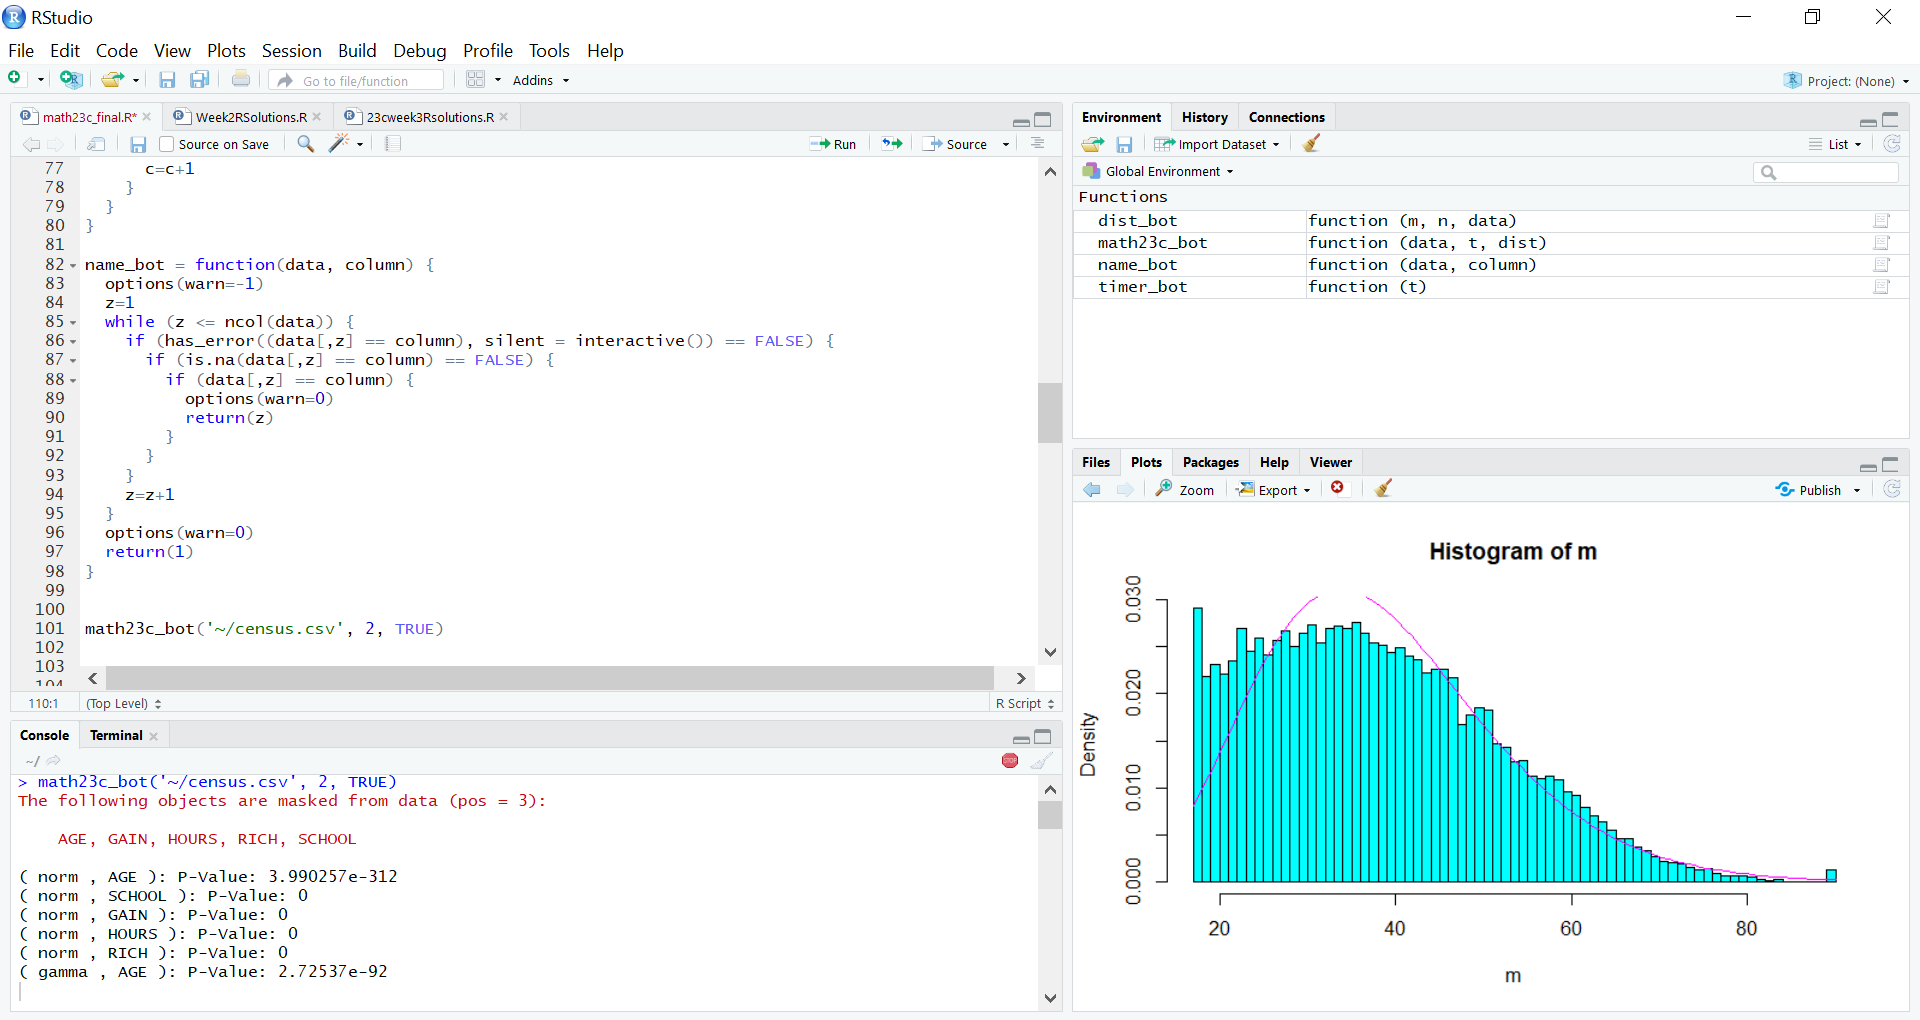 RStudio
File Edit Code View Plots Session Build Debug Profile Tools Help
Go to file/function Addins Project: (None)
math23c_final.R* Week2RSolutions.R 23cweek3Rsolutions.R
Source on Save Run Source
77 c=c+1
78 }
79 }
80 }
81
82 name_bot = function(data, column) {
83 options(warn=-1)
84 z=1
85 while (z <= ncol(data)) {
86 if (has_error((data[,z] == column), silent = interactive()) == FALSE) {
87 if (is.na(data[,z] == column) == FALSE) {
88 if (data[,z] == column) {
89 options(warn=0)
90 return(z)
91 }
92 }
93 }
94 z=z+1
95 }
96 options(warn=0)
97 return(1)
98 }
99
100
101 math23c_bot('~/census.csv', 2, TRUE)
102
103
104
110:1 (Top Level) R Script
Console Terminal
~/
STOP
> math23c_bot('~/census.csv', 2, TRUE)
The following objects are masked from data (pos = 3):
AGE, GAIN, HOURS, RICH, SCHOOL
( norm , AGE ): P-Value: 3.990257e-312
( norm , SCHOOL ): P-Value: 0
( norm , GAIN ): P-Value: 0
( norm , HOURS ): P-Value: 0
( norm , RICH ): P-Value: 0
( gamma , AGE ): P-Value: 2.72537e-92
Environment History Connections
Import Dataset List
Global Environment
Functions
dist_bot function (m, n, data)
math23c_bot function (data, t, dist)
name_bot function (data, column)
timer_bot function (t)
Files Plots Packages Help Viewer
Zoom Export Publish
Histogram of m
Density
0.030
0.020
0.010
0.000
20 40 60 80
m